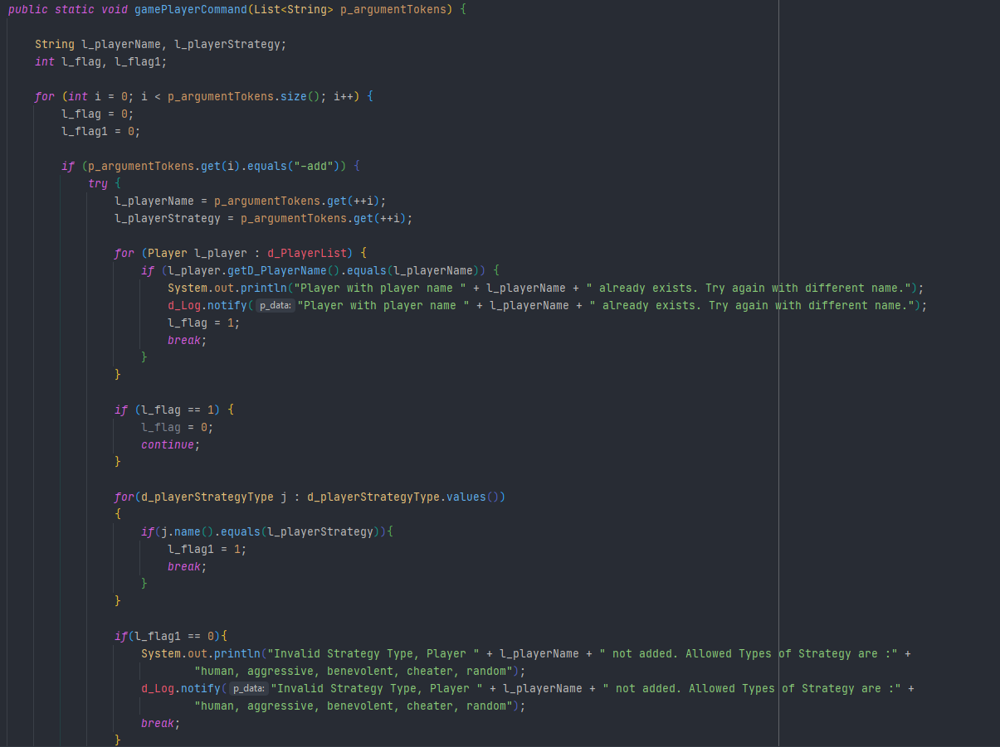 public static void gamePlayerCommand(List<String> p_argumentTokens) {
String l_playerName, l_playerStrategy;
int l_flag, l_flag1;
for (int i = 0; i < p_argumentTokens.size(); i++) {
l_flag = 0;
l_flag1 = 0;
if (p_argumentTokens.get(i).equals("-add")) {
try {
l_playerName = p_argumentTokens.get(++i);
l_playerStrategy = p_argumentTokens.get(++i);
for (Player l_player : d_PlayerList) {
if (l_player.getD_PlayerName().equals(l_playerName)) {
System.out.println("Player with player name " + l_playerName + " already exists. Try again with different name.");
d_Log.notify( p_data: "Player with player name " + l_playerName + " already exists. Try again with different name.");
l_flag = 1;
break;
}
}
if (l_flag == 1) {
l_flag = 0;
continue;
}
for(d_playerStrategyType j : d_playerStrategyType.values())
{
if(j.name().equals(l_playerStrategy)){
l_flag1 = 1;
break;
}
}
if(l_flag1 == 0){
System.out.println("Invalid Strategy Type, Player " + l_playerName + " not added. Allowed Types of Strategy are :" +
"human, aggressive, benevolent, cheater, random");
d_Log.notify( p_data: "Invalid Strategy Type, Player " + l_playerName + " not added. Allowed Types of Strategy are :" +
"human, aggressive, benevolent, cheater, random");
break;
}